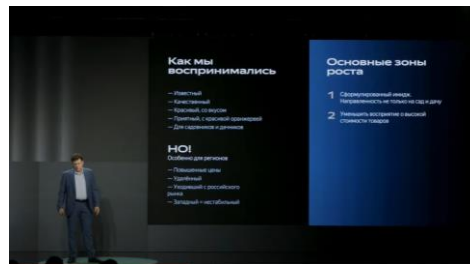 Как мы
воспринимались
— Известный
— Качественный
— Красивый, со вкусом
— Приятный, с красивой оранжереей
— Для садовников и дачников
НО!
Особенно для регионов
— Повышенные цены
— Удалённый
— Уходящий с российского
рынка
— Западный = нестабильный
Основные зоны
роста
1 Сформулированный имидж.
Направленность не только на сад и дачу
2 Уменьшить восприятие о высокой
стоимости товаров